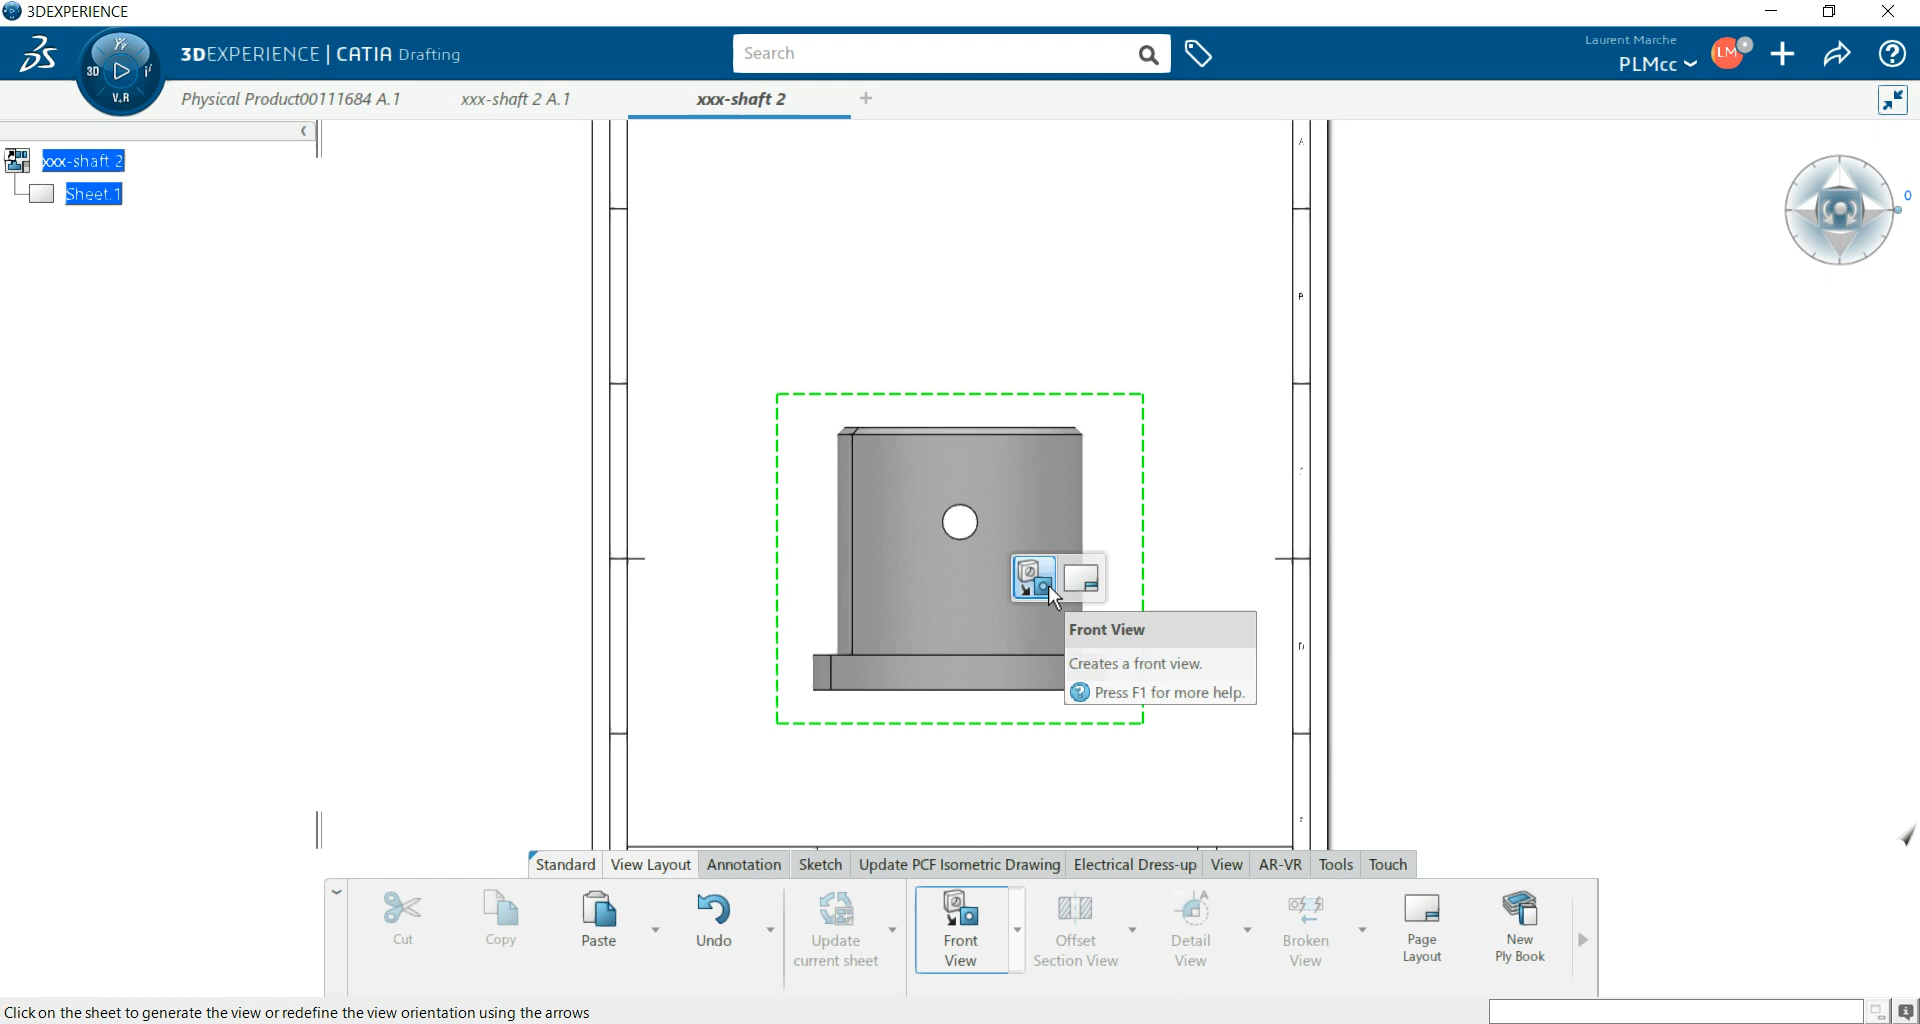 3DEXPERIENCE
3DEXPERIENCE | CATIA Drafting
3D
V.R
Search
Laurent Marche
PLMcc
LM
Physical Product00111684 A.1
xxx-shaft 2 A.1
xxx-shaft 2
+
xxx-shaft 2
Sheet.1
0
A
B
D
Front View
Creates a front view.
Press F1 for more help.
Standard
View Layout
Annotation
Sketch
Update PCF Isometric Drawing
Electrical Dress-up
View
AR-VR
Tools
Touch
Cut
Copy
Paste
Undo
Update
current sheet
Front
View
Offset
Section View
Detail
View
Broken
View
Page
Layout
New
Ply Book
Click on the sheet to generate the view or redefine the view orientation using the arrows